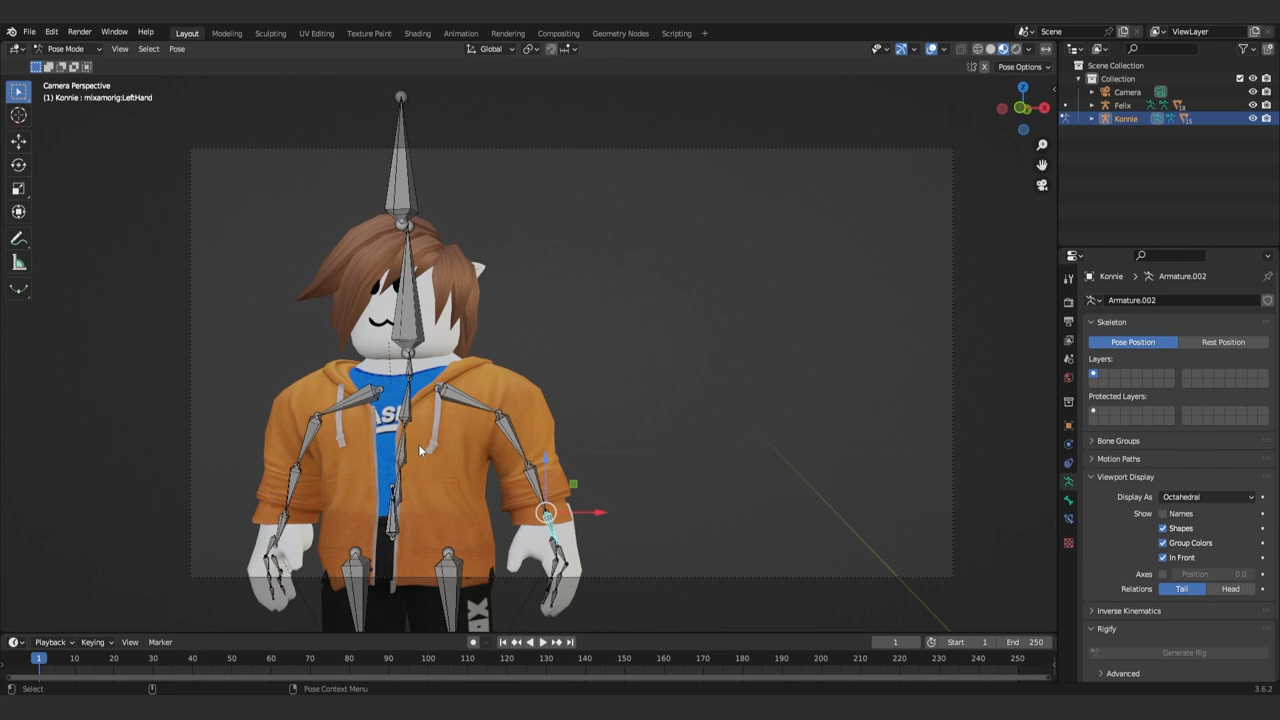 File Edit Render Window Help Layout Modeling Sculpting UV Editing Texture Paint Shading Animation Rendering Compositing Geometry Nodes Scripting + Scene ViewLayer
Pose Mode View Select Pose Global
Pose Options
X
Camera Perspective
(1) Konnie : mixamorig:LeftHand
Z
X
Scene Collection
Collection
Camera
Felix
18
Konnie
15
Konnie > Armature.002
Armature.002
Skeleton
Pose Position Rest Position
Layers:
Protected Layers:
Bone Groups
Motion Paths
Viewport Display
Display As Octahedral
Show Names
Shapes
Group Colors
In Front
Axes Position 0.0
Relations Tail Head
Inverse Kinematics
Rigify
Generate Rig
Advanced
Playback Keying View Marker 1 Start 1 End 250
1 10 20 30 40 50 60 70 80 90 100 110 120 130 140 150 160 170 180 190 200 210 220 230 240 250
Select Pose Context Menu 3.6.2